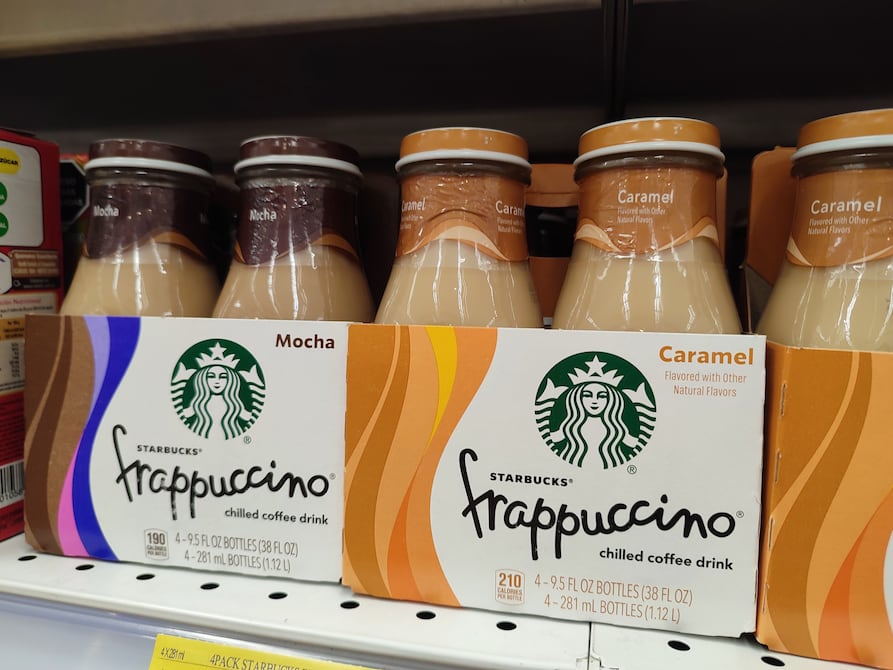 AZÚCAR
Mocha
Mocha
Caramel
Caramel
Caramel
Flavored with Other
Natural Flavors
Caramel
Flavored with Other
Natural Flavors
Mocha
STARBUCKS®
frappuccino®
chilled coffee drink
190
CALORIES
PER BOTTLE
4 - 9.5 FL OZ BOTTLES (38 FL OZ)
4 - 281 mL BOTTLES (1.12 L)
Caramel
Flavored with Other
Natural Flavors
STARBUCKS®
frappuccino®
chilled coffee drink
210
CALORIES
PER BOTTLE
4 - 9.5 FL OZ BOTTLES (38 FL OZ)
4 - 281 mL BOTTLES (1.12 L)
4 X281ml
4PACK STARBUCKS